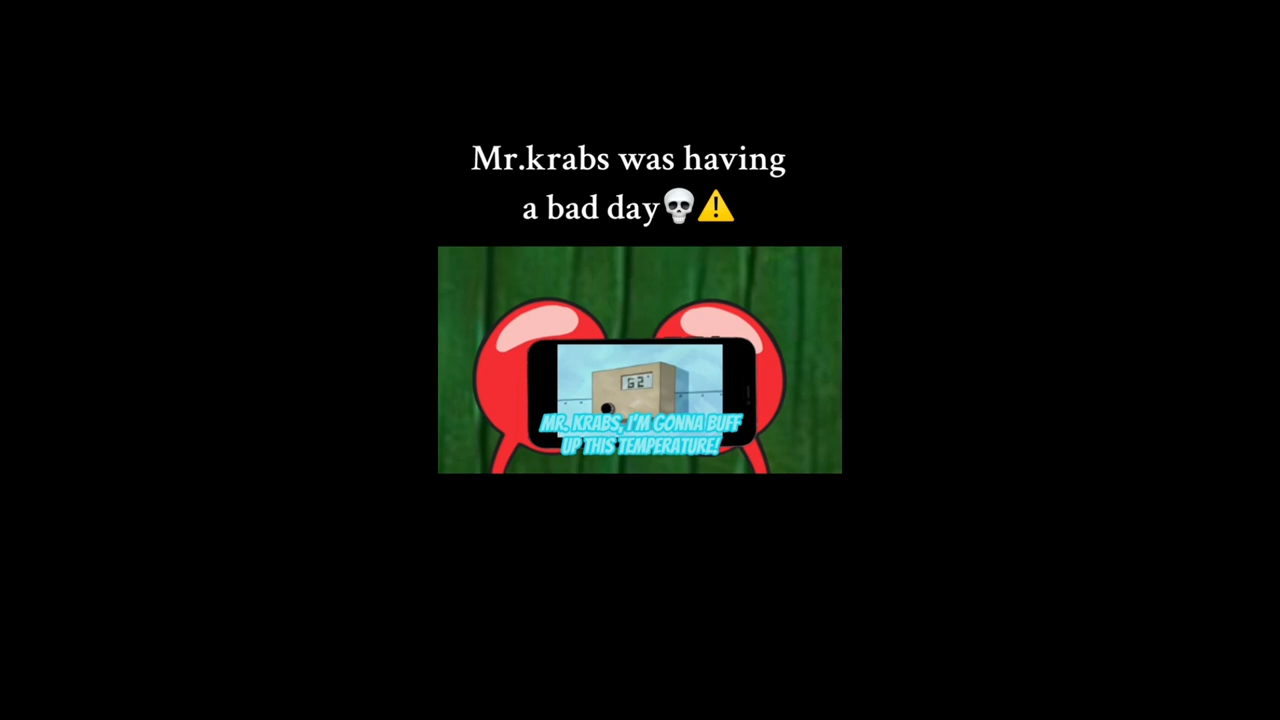 Mr.krabs was having
a bad day💀⚠️
62°
MR. KRABS, I'M GONNA BUFF
UP THIS TEMPERATURE!